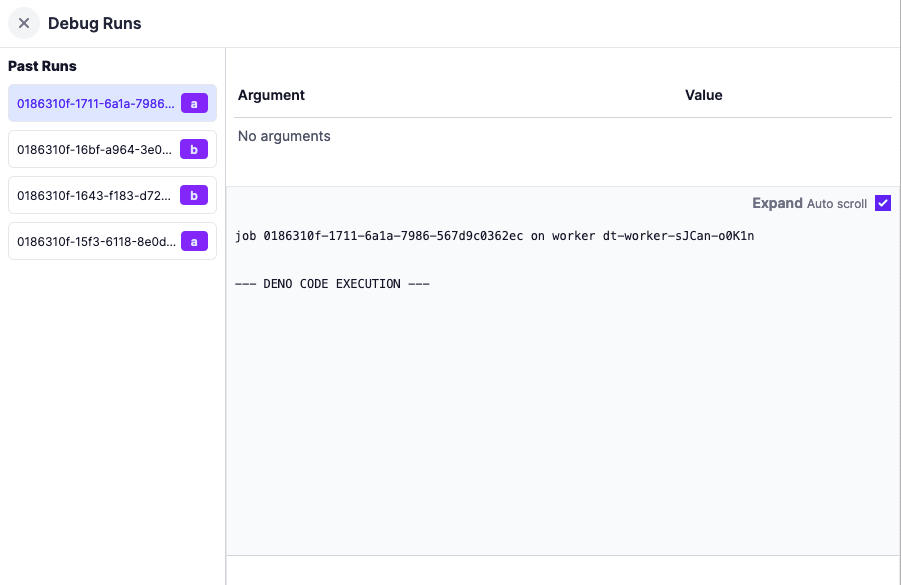 Debug Runs
Past Runs
0186310f-1711-6a1a-7986... a
0186310f-16bf-a964-3e0... b
0186310f-1643-f183-d72... b
0186310f-15f3-6118-8e0d... a
Argument Value
No arguments
Expand Auto scroll
job 0186310f-1711-6a1a-7986-567d9c0362ec on worker dt-worker-sJCan-o0K1n
--- DENO CODE EXECUTION ---